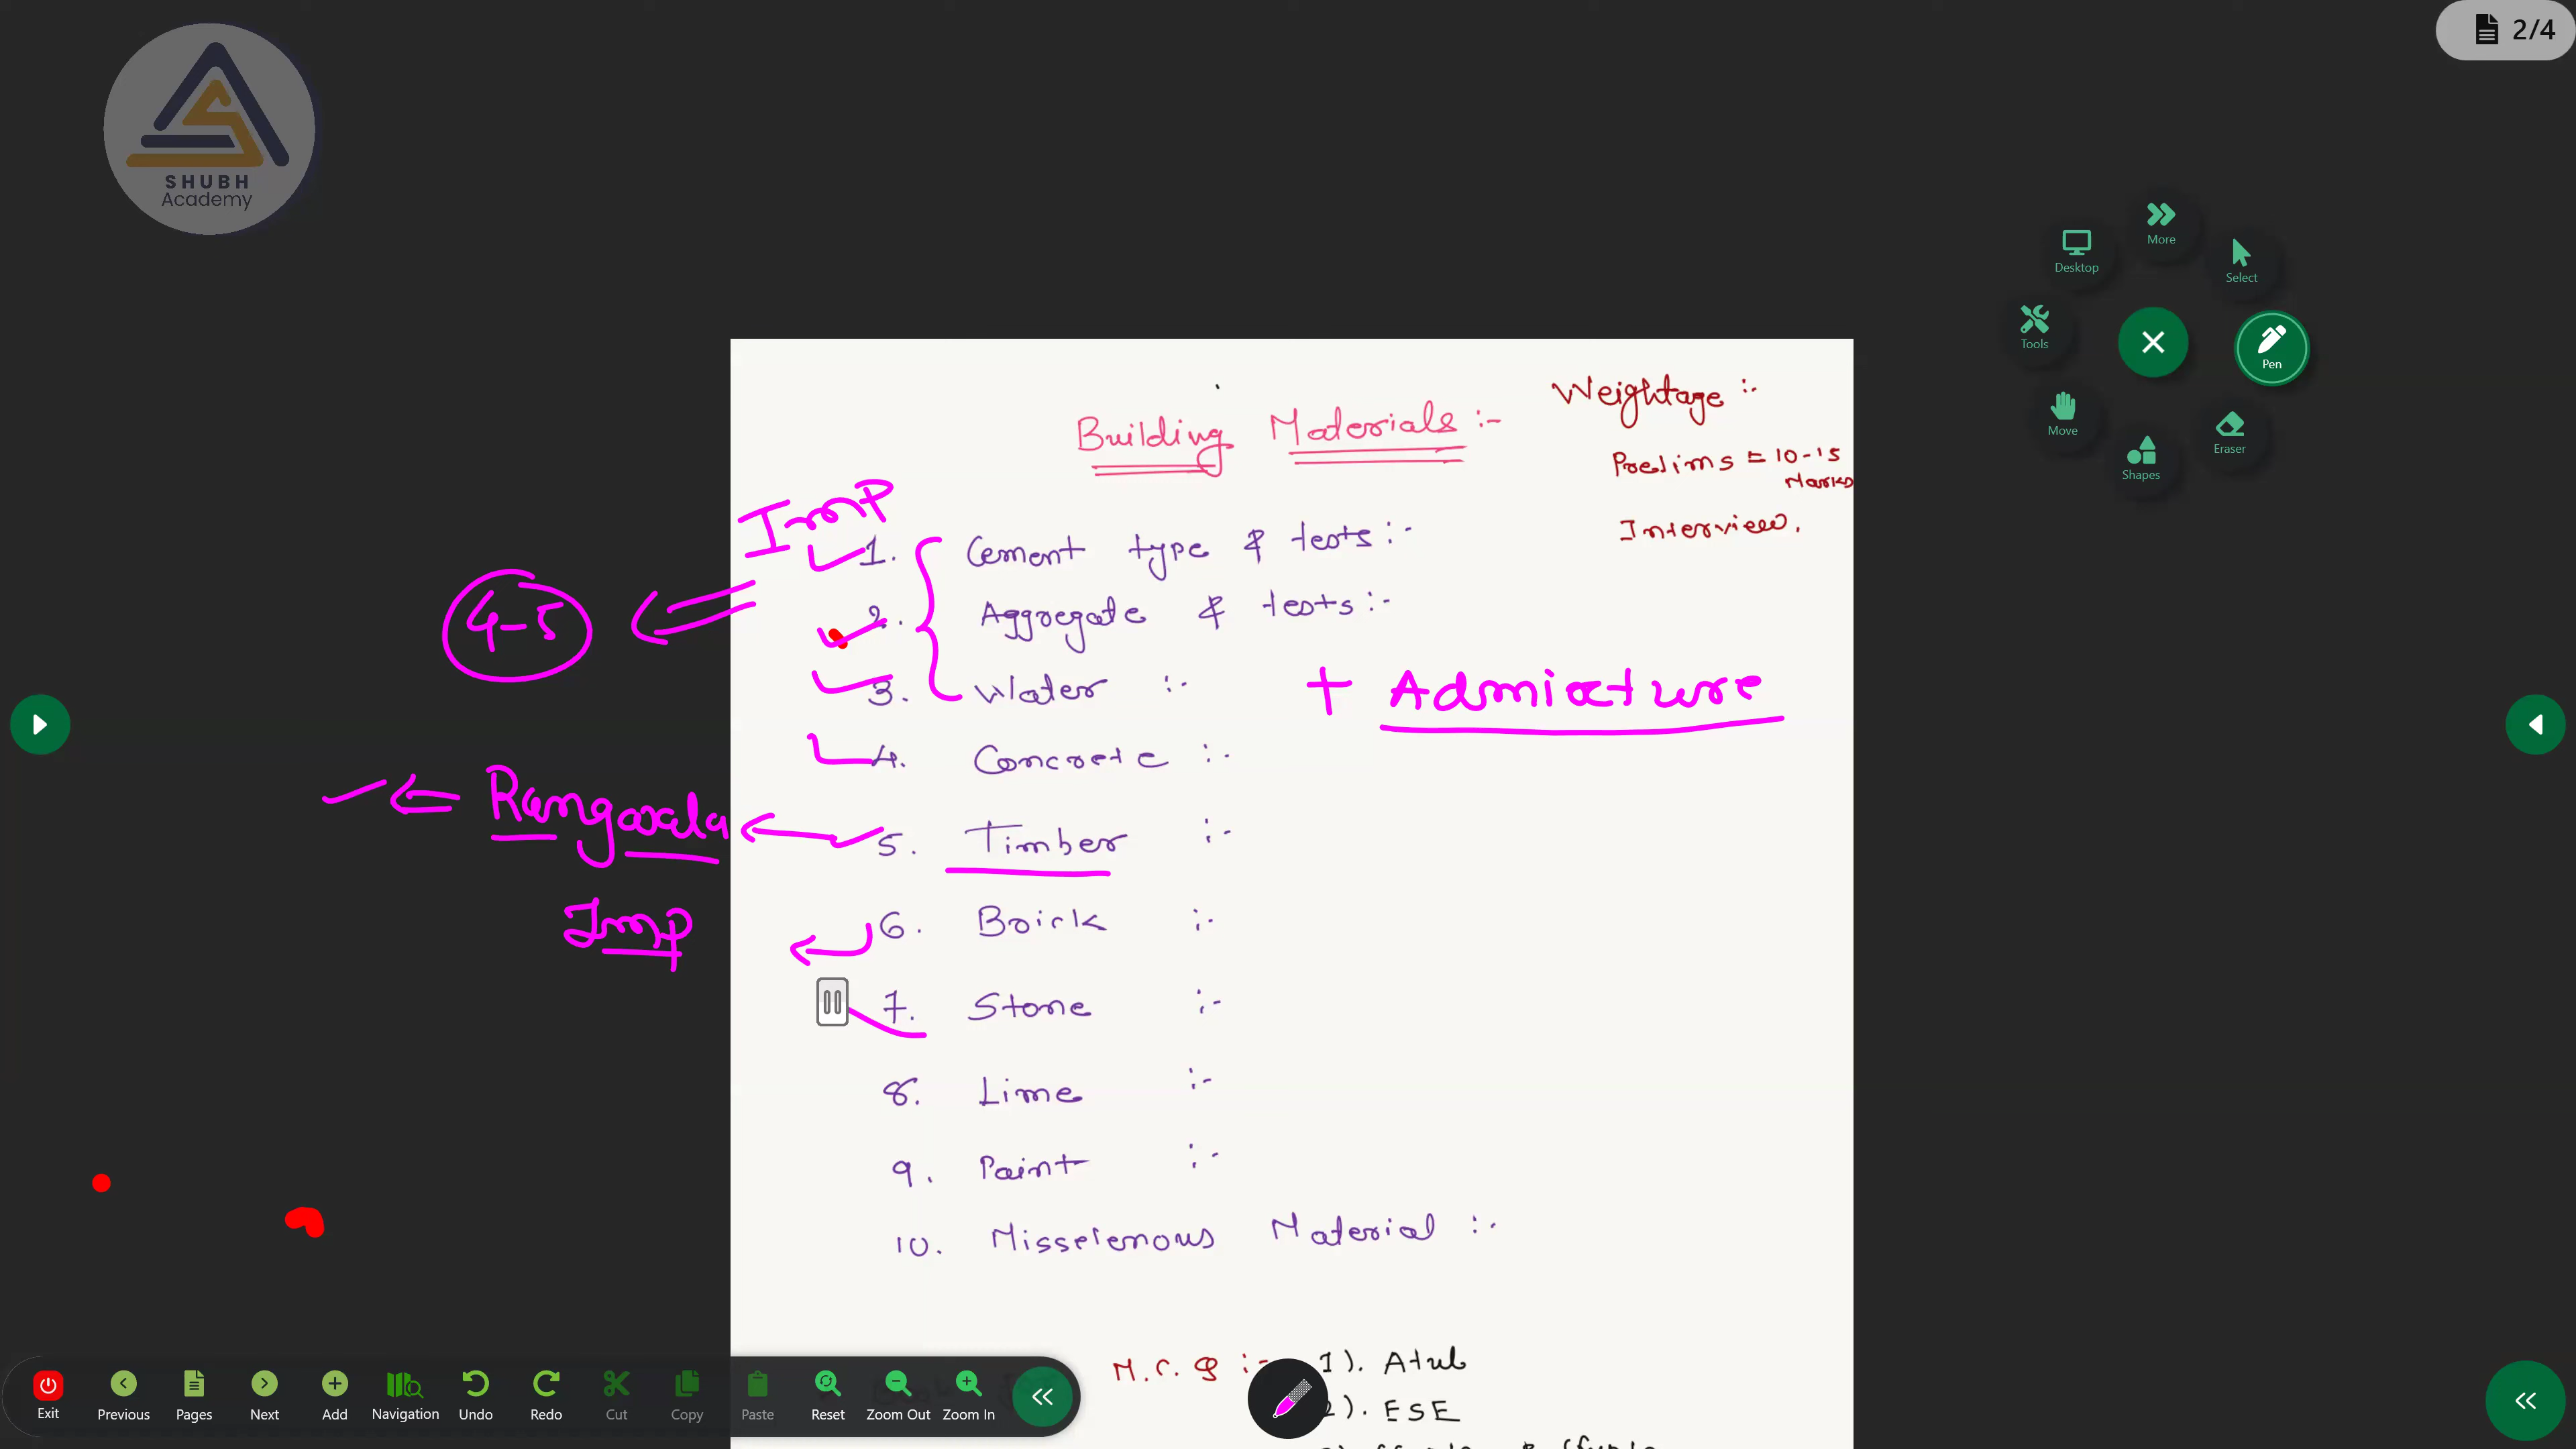 SHUBH
Academy
2/4
More
Desktop
Select
Tools
Pen
Move
Eraser
Shapes
Building Materials :-
Weightage :-
Prelims = 10-15
Marks
Interview.
Imp
1. Cement type & tests :-
2. Aggregate & tests :-
4-5
3. Water :-
+ Admixture
4. Concrete :-
Rangwala
5. Timber :-
Imp
6. Brick :-
7. Stone :-
8. Lime :-
9. Paint :-
10. Misselenous Material :-
M.C.Q :- 1). Atul
2). ESE
Exit
Previous
Pages
Next
Add
Navigation
Undo
Redo
Cut
Copy
Paste
Reset
Zoom Out
Zoom In